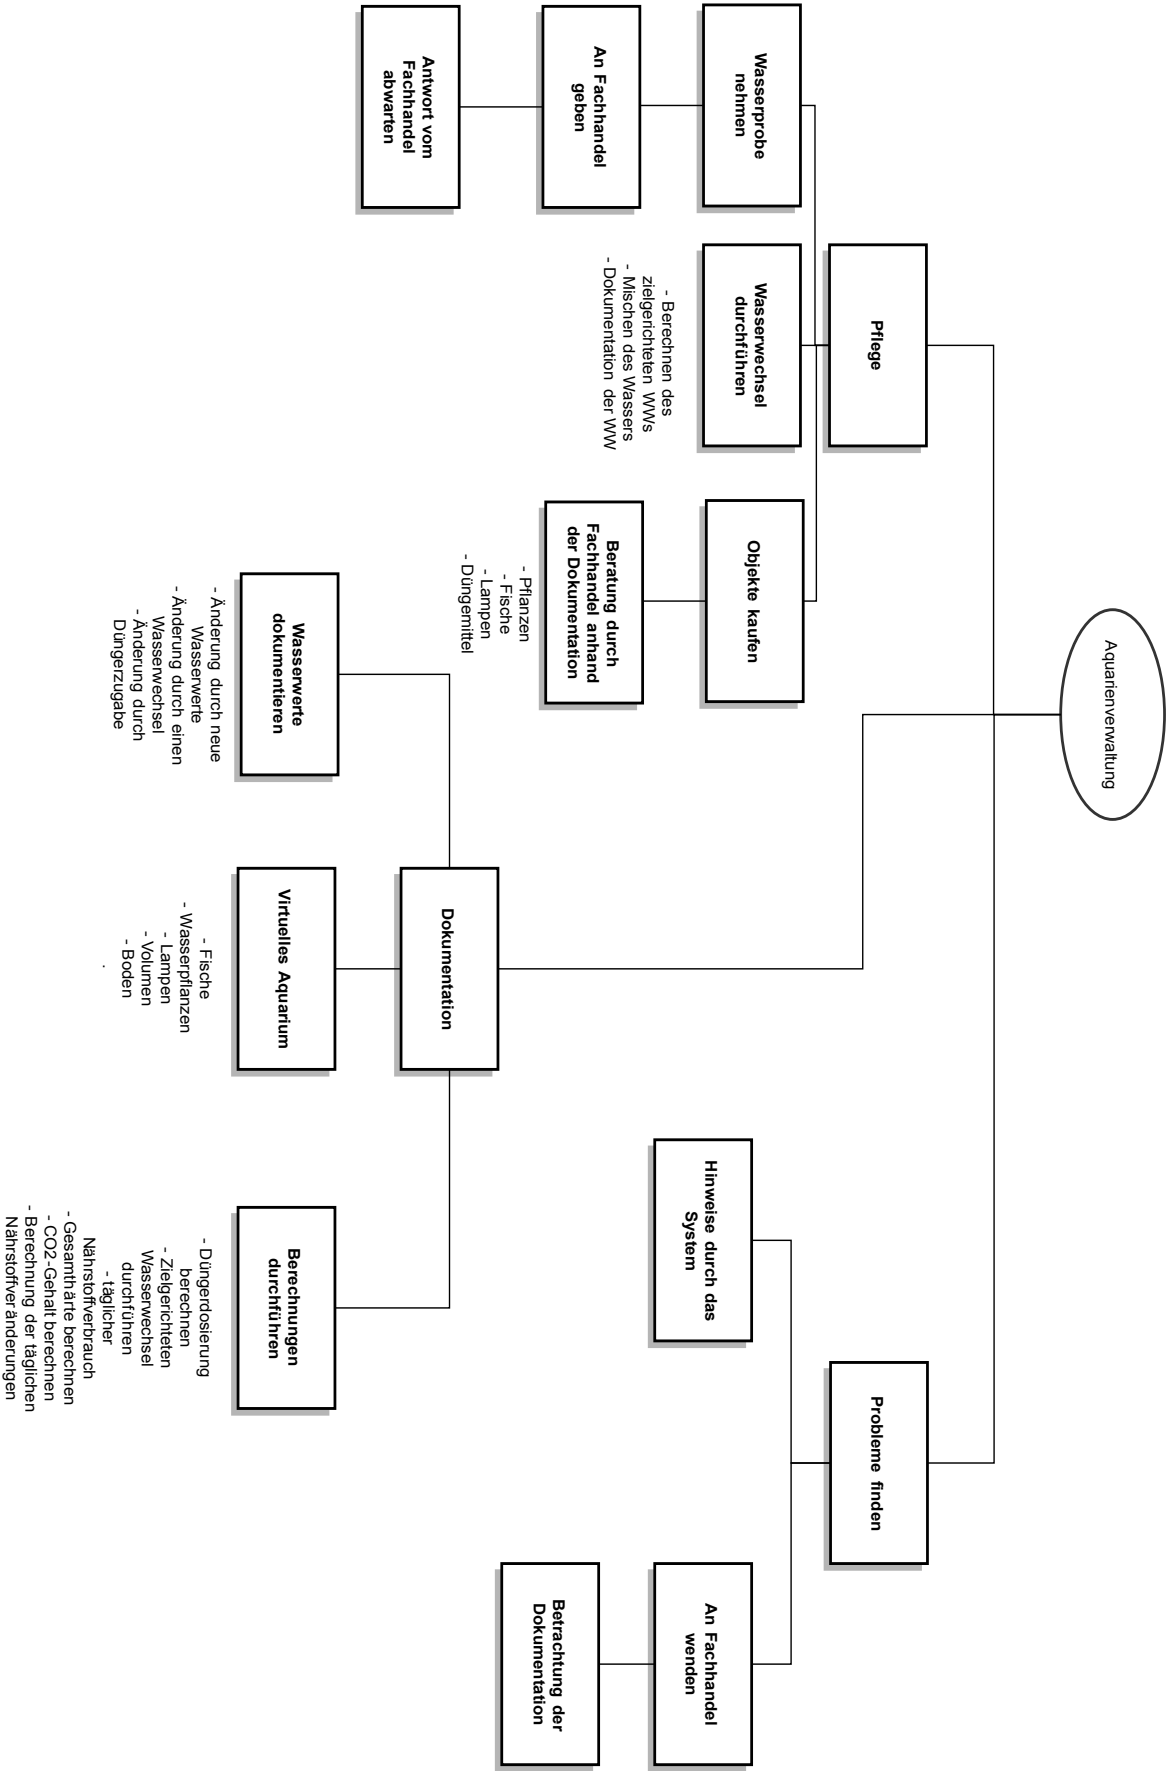 Aquarienverwaltung
Pflege
Wasserprobe
nehmen
An Fachhandel
geben
Antwort vom
Fachhandel
abwarten
Wasserwechsel
durchführen
- Berechnen des
zielgerichteten WWs
- Mischen des Wassers
- Dokumentation der WW
Objekte kaufen
Beratung durch
Fachhandel anhand
der Dokumentation
- Pflanzen
- Fische
- Lampen
- Düngemittel
Dokumentation
Wasserwerte
dokumentieren
- Änderung durch neue
Wasserwerte
- Änderung durch einen
Wasserwechsel
- Änderung durch
Düngerzugabe
Virtuelles Aquarium
- Fische
- Wasserpflanzen
- Lampen
- Volumen
- Boden
.
Berechnungen
durchführen
- Düngerdosierung
berechnen
- Zielgerichteten
Wasserwechsel
durchführen
- täglicher
Nährstoffverbrauch
- Gesamthärte berechnen
- CO2-Gehalt berechnen
- Berechnung der täglichen
Nährstoffveränderungen
Probleme finden
Hinweise durch das
System
An Fachhandel
wenden
Betrachtung der
Dokumentation